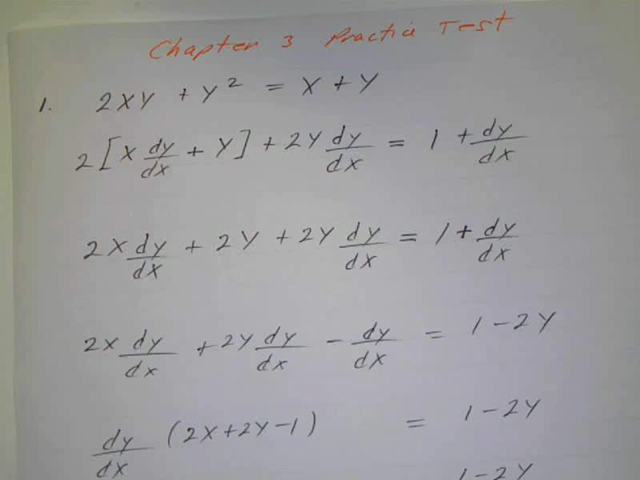 Chapter 3 Practice Test
1. 2xy + y² = x + y
2[x dy/dx + y] + 2y dy/dx = 1 + dy/dx
2x dy/dx + 2y + 2y dy/dx = 1 + dy/dx
2x dy/dx + 2y dy/dx - dy/dx = 1 - 2y
dy/dx (2x+2y-1) = 1 - 2y
1 - 2y